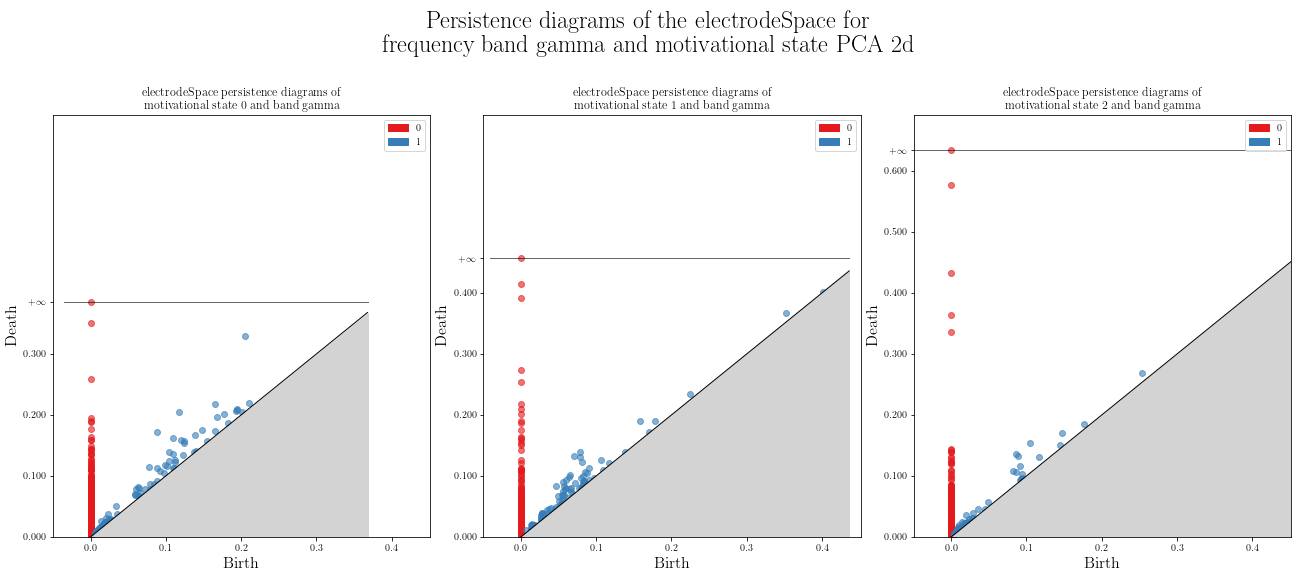 Persistence diagrams of the electrodeSpace for
frequency band gamma and motivational state PCA 2d
electrodeSpace persistence diagrams of
motivational state 0 and band gamma
0
1
+∞
0.300
0.200
0.100
0.000
Death
0.0
0.1
0.2
0.3
0.4
Birth
electrodeSpace persistence diagrams of
motivational state 1 and band gamma
0
1
+∞
0.400
0.300
0.200
0.100
0.000
Death
0.0
0.1
0.2
0.3
0.4
Birth
electrodeSpace persistence diagrams of
motivational state 2 and band gamma
0
1
+∞
0.600
0.500
0.400
0.300
0.200
0.100
0.000
Death
0.0
0.1
0.2
0.3
0.4
Birth